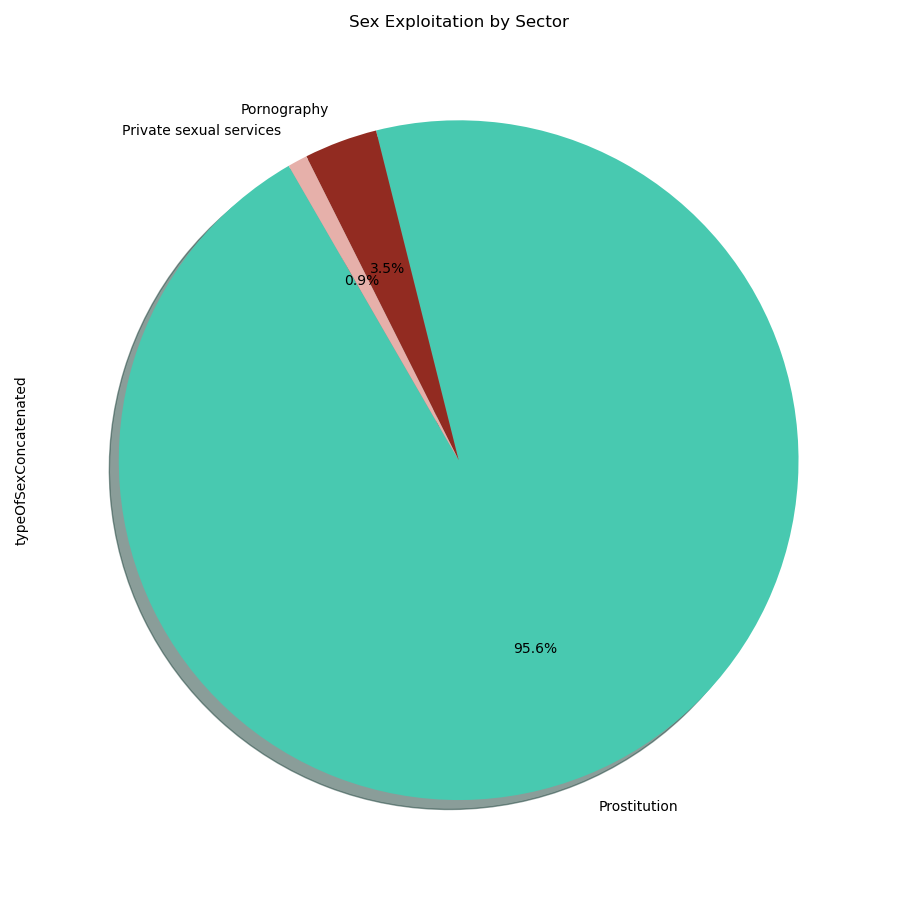 Sex Exploitation by Sector
Pornography
Private sexual services
3.5%
0.9%
typeOfSexConcatenated
95.6%
Prostitution